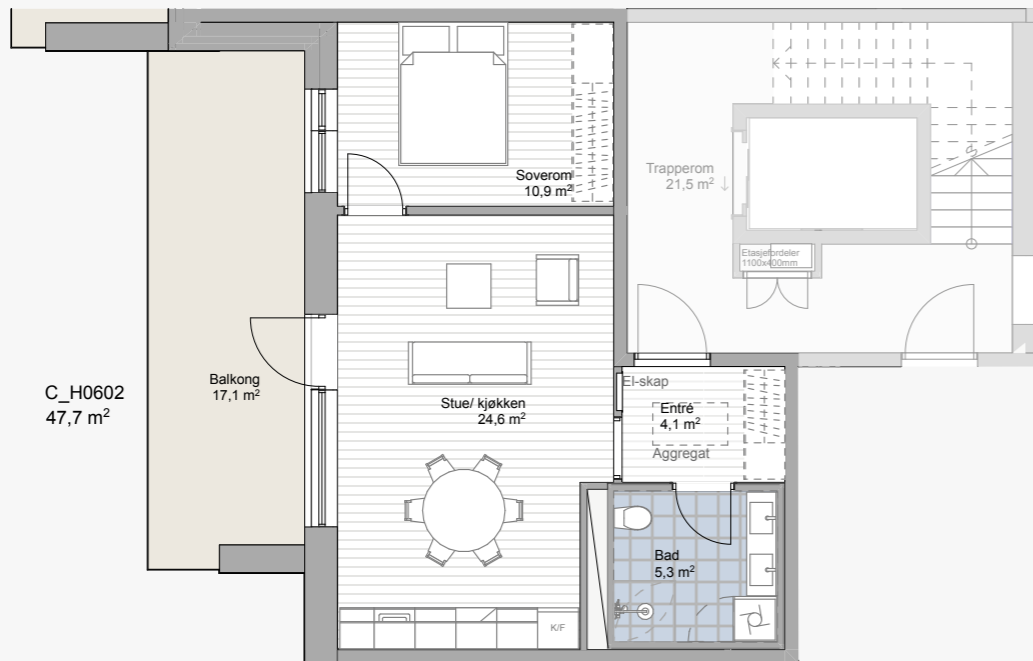 Soverom
10,9 m²
Trapperom
21,5 m²
Etasjefordeler
1100x400mm
C_H0602
47,7 m²
Balkong
17,1 m²
Stue/ kjøkken
24,6 m²
El-skap
Entré
4,1 m²
Aggregat
Bad
5,3 m²
K/F